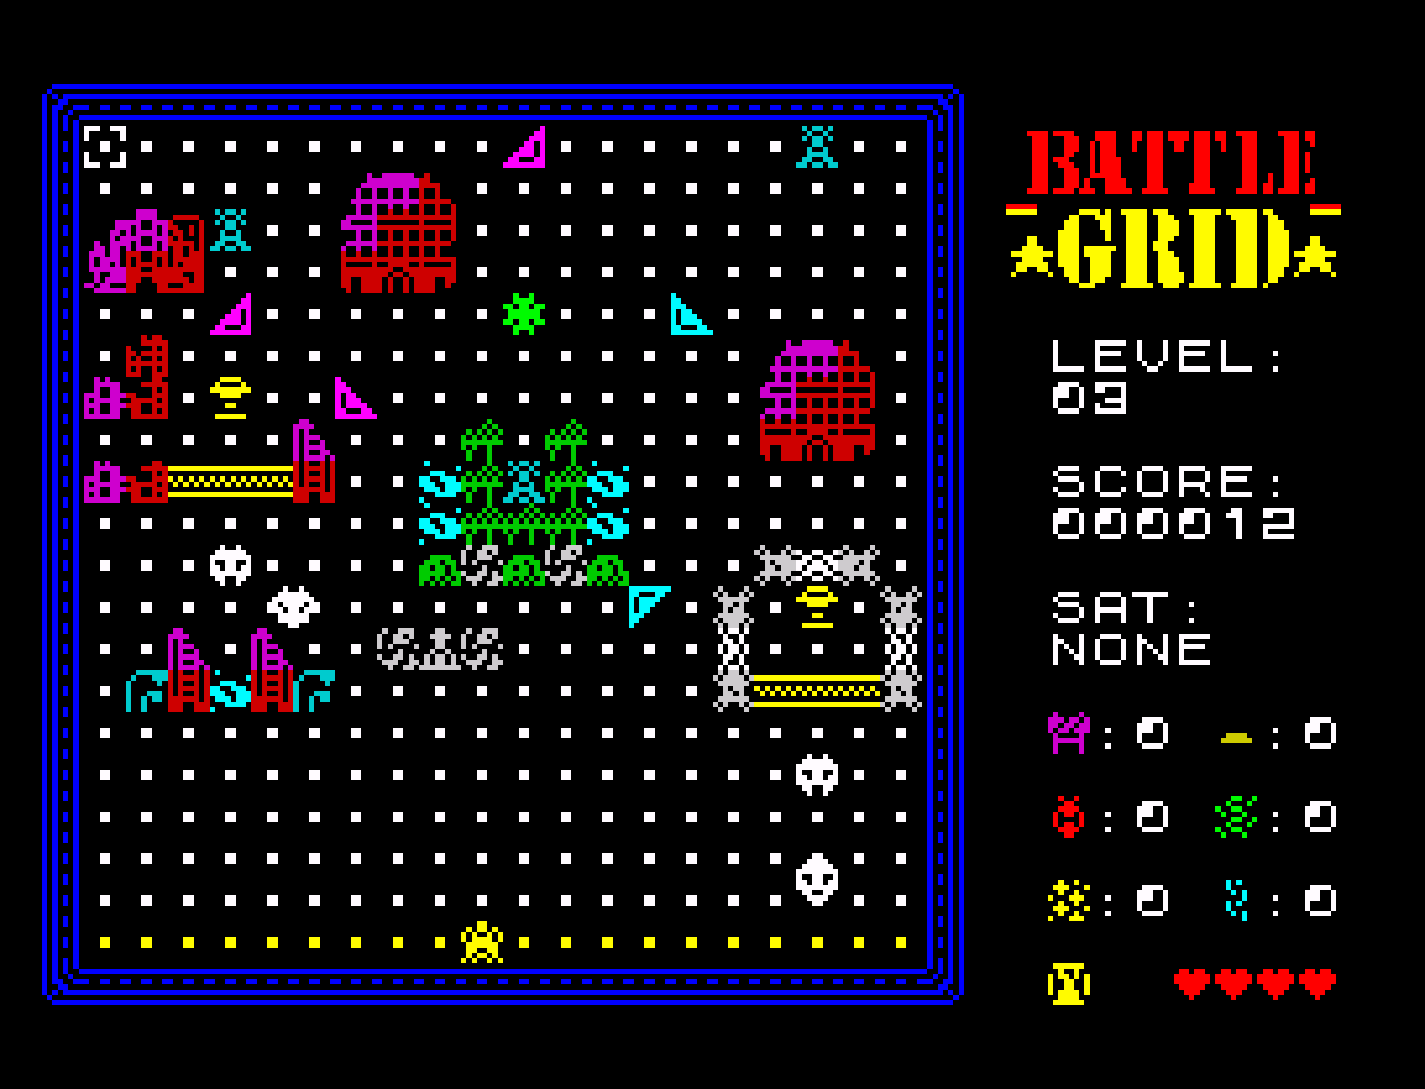 BATTLE
GRID
LEVEL:
03
SCORE:
000012
SAT:
NONE
: 0 : 0
: 0 : 0
: 0 : 0